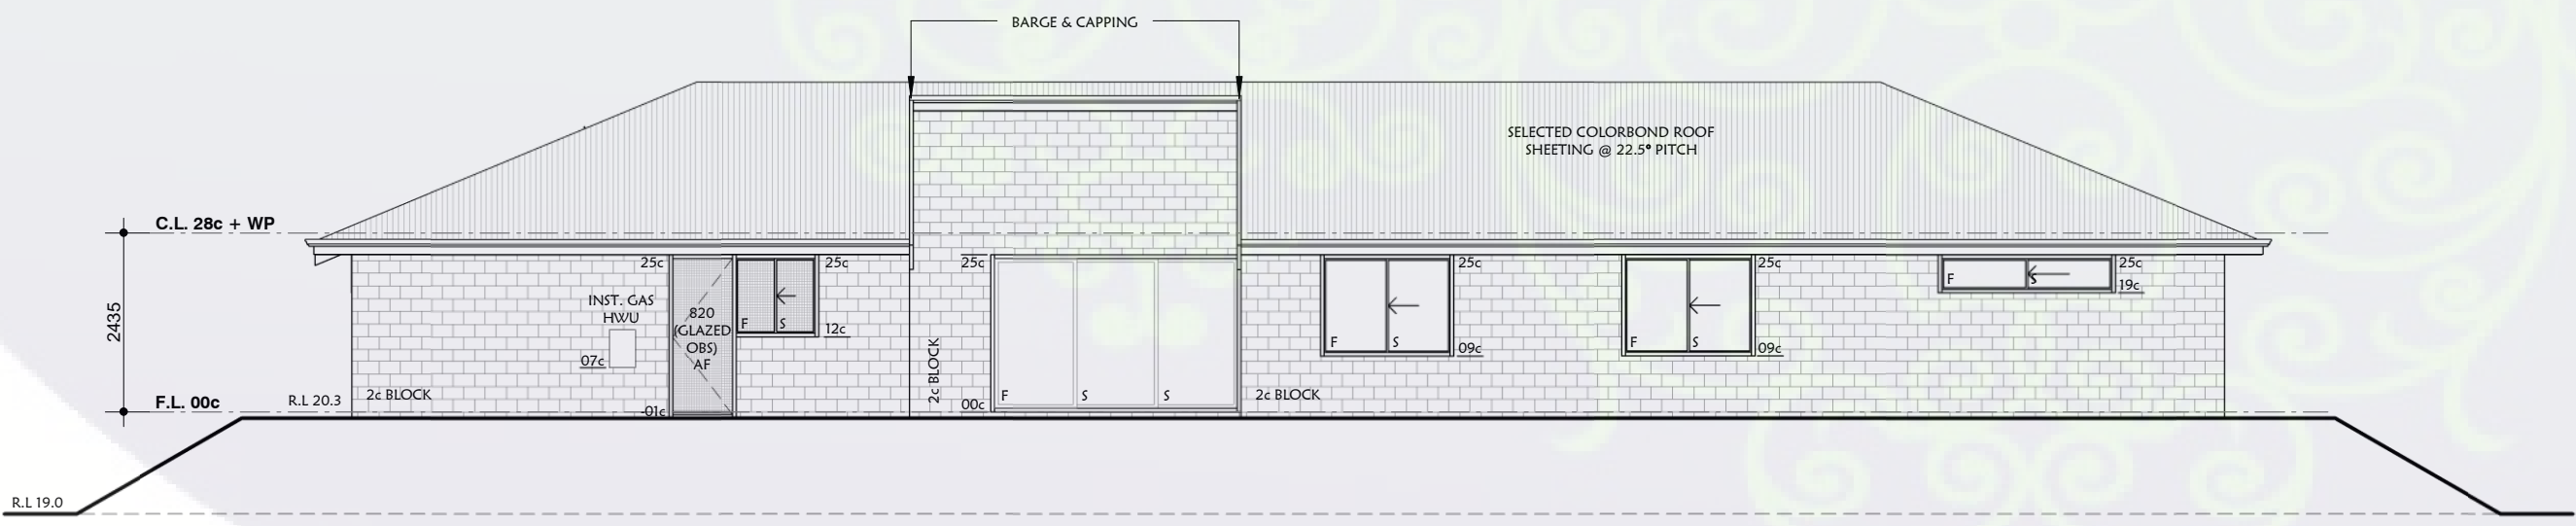 BARGE & CAPPING
SELECTED COLORBOND ROOF
SHEETING @ 22.5° PITCH
C.L. 28c + WP
2435
F.L. 00c
R.L 20.3
2c BLOCK
INST. GAS
HWU
07c
25c
820
(GLAZED
OBS)
AF
-01c
25c
F S
12c
25c
2c BLOCK
00c
F S S
2c BLOCK
25c
F S
09c
25c
F S
09c
25c
F S
19c
R.L 19.0